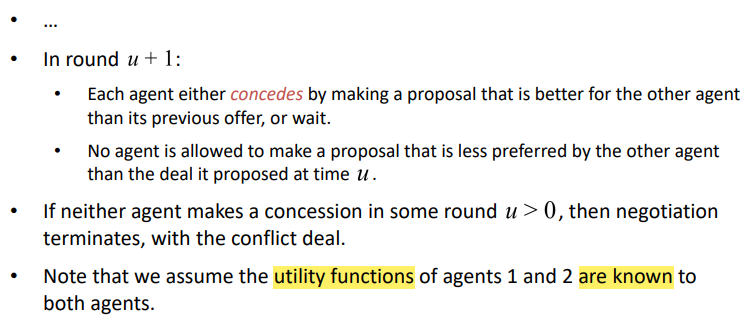 • ...
• In round u + 1:
• Each agent either concedes by making a proposal that is better for the other agent
than its previous offer, or wait.
• No agent is allowed to make a proposal that is less preferred by the other agent
than the deal it proposed at time u.
• If neither agent makes a concession in some round u > 0, then negotiation
terminates, with the conflict deal.
• Note that we assume the utility functions of agents 1 and 2 are known to
both agents.